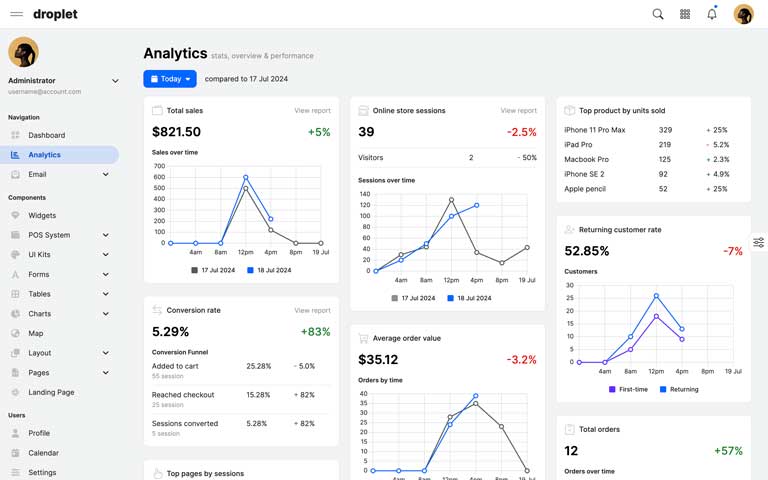 droplet
Administrator
username@account.com
Navigation
Dashboard
Analytics
Email
Components
Widgets
POS System
UI Kits
Forms
Tables
Charts
Map
Layout
Pages
Landing Page
Users
Profile
Calendar
Settings
Analytics stats, overview & performance
Today compared to 17 Jul 2024
Total sales View report
$821.50 +5%
Sales over time
700
600
500
400
300
200
100
0
4am 8am 12pm 4pm 8pm 19 Jul
17 Jul 2024 18 Jul 2024
Conversion rate View report
5.29% +83%
Conversion Funnel
Added to cart 25.28% - 5.0%
55 session
Reached checkout 15.28% + 82%
25 session
Sessions converted 5.28% + 82%
5 session
Top pages by sessions
Online store sessions View report
39 -2.5%
Visitors 2 - 50%
Sessions over time
140
120
100
80
60
40
20
0
4am 8am 12pm 4pm 8pm 19 Jul
17 Jul 2024 18 Jul 2024
Average order value
$35.12 -3.2%
Orders by time
40
35
30
25
20
15
10
5
0
4am 8am 12pm 4pm 8pm 19 Jul
Top product by units sold
iPhone 11 Pro Max 329 + 25%
iPad Pro 219 - 5.2%
Macbook Pro 125 + 2.3%
iPhone SE 2 92 + 4.9%
Apple pencil 52 + 25%
Returning customer rate
52.85% -7%
Customers
30
25
20
15
10
5
0
4am 8am 12pm 4pm 8pm 19 Jul
First-time Returning
Total orders
12 +57%
Orders over time